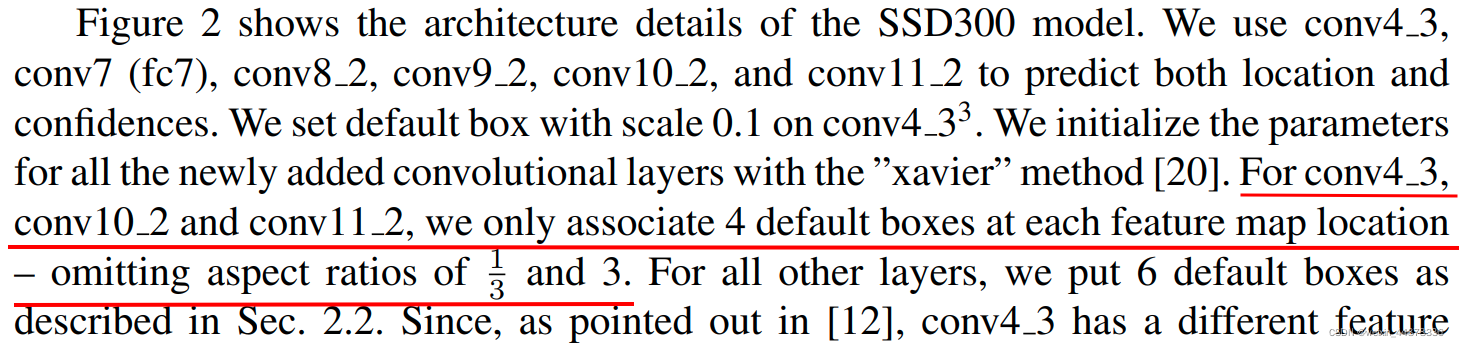 Figure 2 shows the architecture details of the SSD300 model. We use conv4_3,
conv7 (fc7), conv8_2, conv9_2, conv10_2, and conv11_2 to predict both location and
confidences. We set default box with scale 0.1 on conv4_3³. We initialize the parameters
for all the newly added convolutional layers with the ”xavier” method [20]. For conv4_3,
conv10_2 and conv11_2, we only associate 4 default boxes at each feature map location
– omitting aspect ratios of 1/3 and 3. For all other layers, we put 6 default boxes as
described in Sec. 2.2. Since, as pointed out in [12], conv4_3 has a different feature